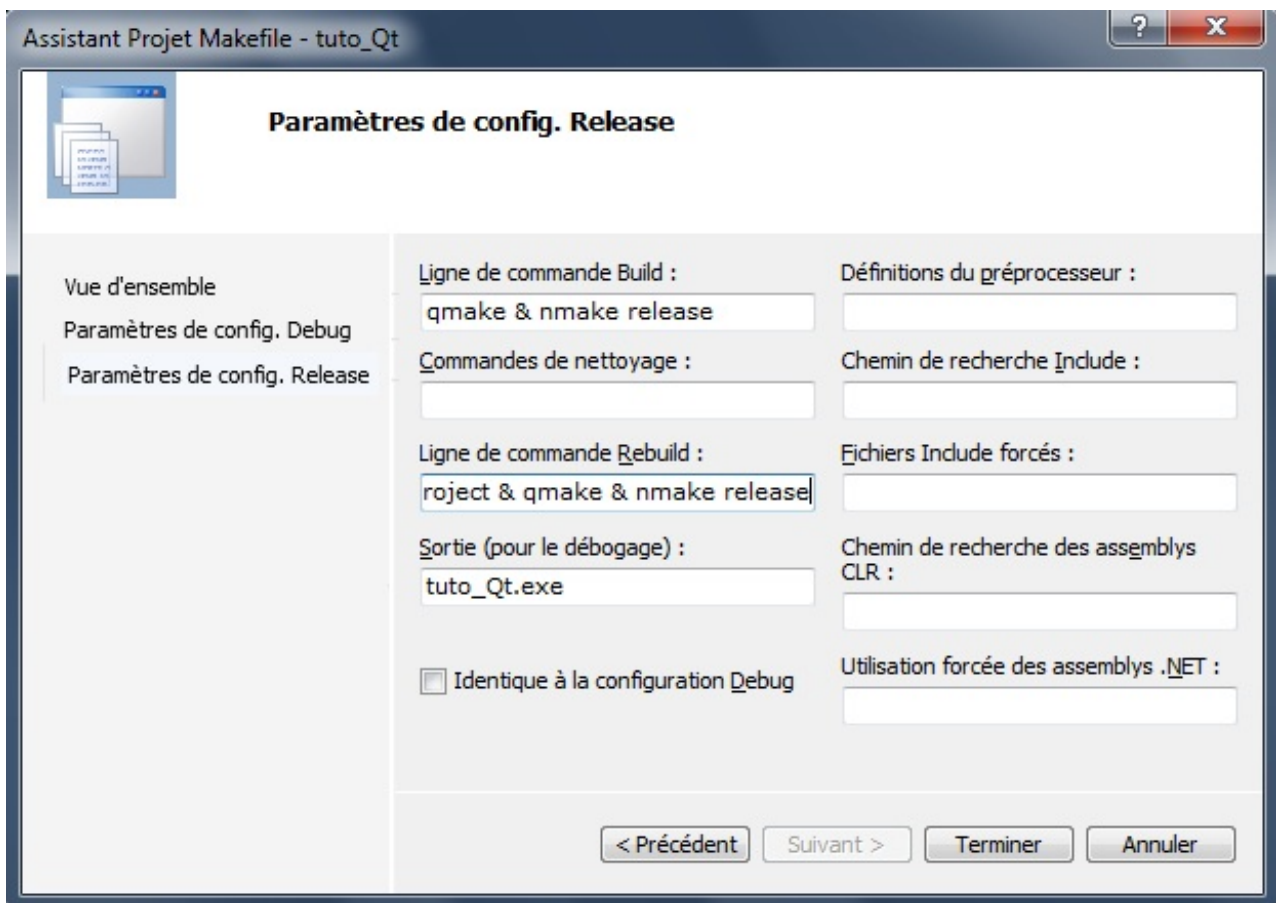 Assistant Projet Makefile - tuto_Qt
?
X
Paramètres de config. Release
Vue d'ensemble
Paramètres de config. Debug
Paramètres de config. Release
Ligne de commande Build :
qmake & nmake release
Commandes de nettoyage :
Ligne de commande Rebuild :
roject & qmake & nmake release
Sortie (pour le débogage) :
tuto_Qt.exe
Identique à la configuration Debug
Définitions du préprocesseur :
Chemin de recherche Include :
Fichiers Include forcés :
Chemin de recherche des assemblys
CLR :
Utilisation forcée des assemblys .NET :
< Précédent
Suivant >
Terminer
Annuler